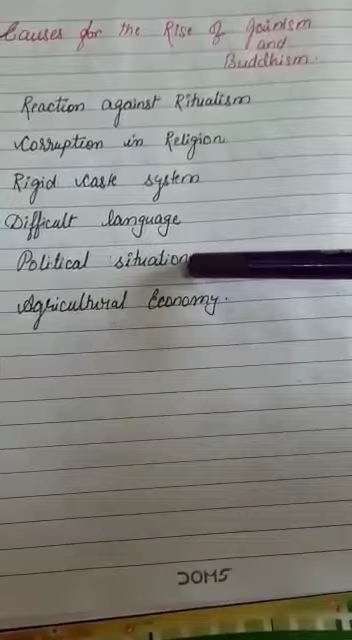 Causes for the Rise of Jainism
and
Buddhism.
Reaction against Ritualism
Corruption in Religion
Rigid caste system
Difficult language
Political situation
Agricultural Economy.
DOMS